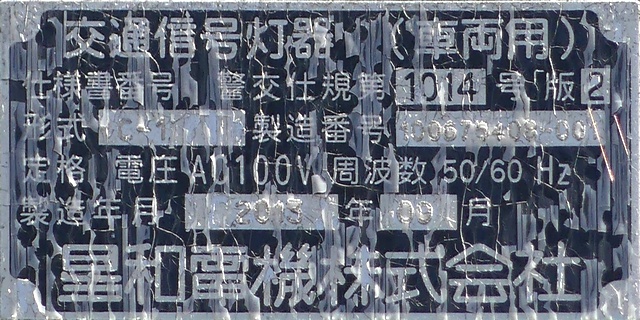 交通信号灯器 (車両用)
仕様書番号 警交仕規第 1014 号「版2
形式 製造番号
定格 電圧 AC100V 周波数 50/60 Hz
製造年月 2013 年 09 月
星和電機株式会社